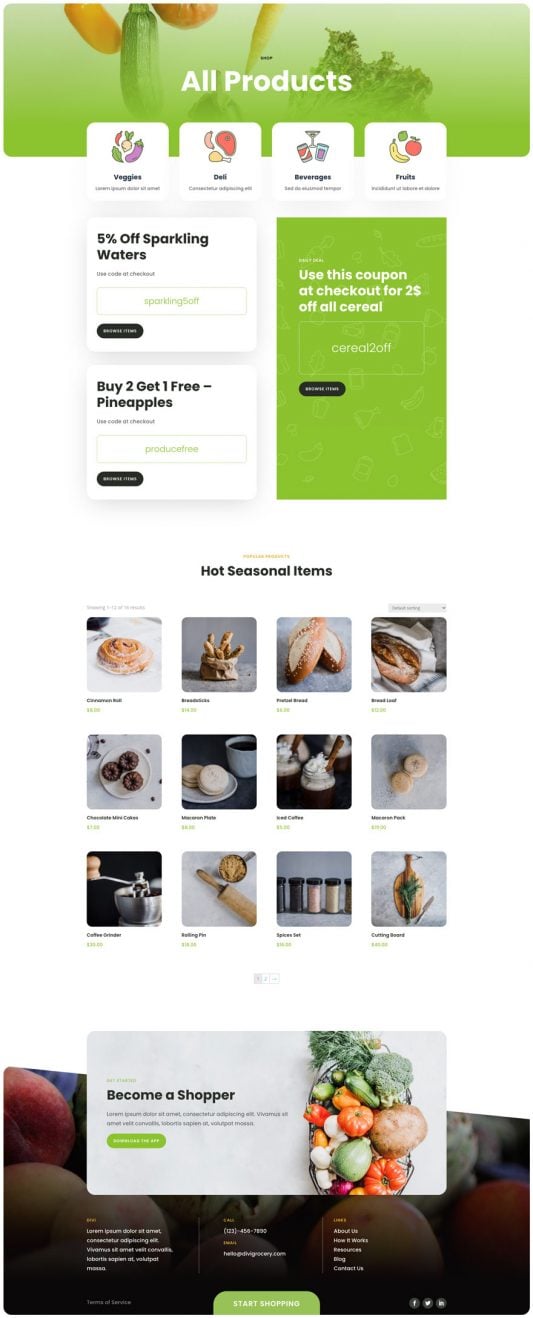 SHOP
All Products
Veggies
Lorem ipsum dolor sit amet
Deli
Consectetur adipiscing elit
Beverages
Sed do eiusmod tempor
Fruits
Incididunt ut labore et dolore
5% Off Sparkling
Waters
Use code at checkout
sparkling5off
BROWSE ITEMS
Buy 2 Get 1 Free –
Pineapples
Use code at checkout
producefree
BROWSE ITEMS
DAILY DEAL
Use this coupon
at checkout for 2$
off all cereal
cereal2off
BROWSE ITEMS
POPULAR PRODUCTS
Hot Seasonal Items
Showing 1–12 of 16 results
Default sorting
Cinnamon Roll
$8.00
Breadsticks
$14.00
Pretzel Bread
$6.00
Bread Loaf
$12.00
Chocolate Mini Cakes
$7.00
Macaron Plate
$8.00
Iced Coffee
$5.00
Macaron Pack
$19.00
Coffee Grinder
$30.00
Rolling Pin
$18.00
Spices Set
$16.00
Cutting Board
$40.00
1 2 →
GET STARTED
Become a Shopper
Lorem ipsum dolor sit amet, consectetur adipiscing elit. Vivamus sit
amet velit convallis, lobortis sapien at, volutpat massa.
DOWNLOAD THE APP
DIVI
Lorem ipsum dolor sit amet,
consectetur adipiscing elit.
Vivamus sit amet velit convallis,
lobortis sapien at, volutpat
massa.
CALL
(123)-456-7890
EMAIL
hello@divigrocery.com
LINKS
About Us
How It Works
Resources
Blog
Contact Us
Terms of Service
START SHOPPING